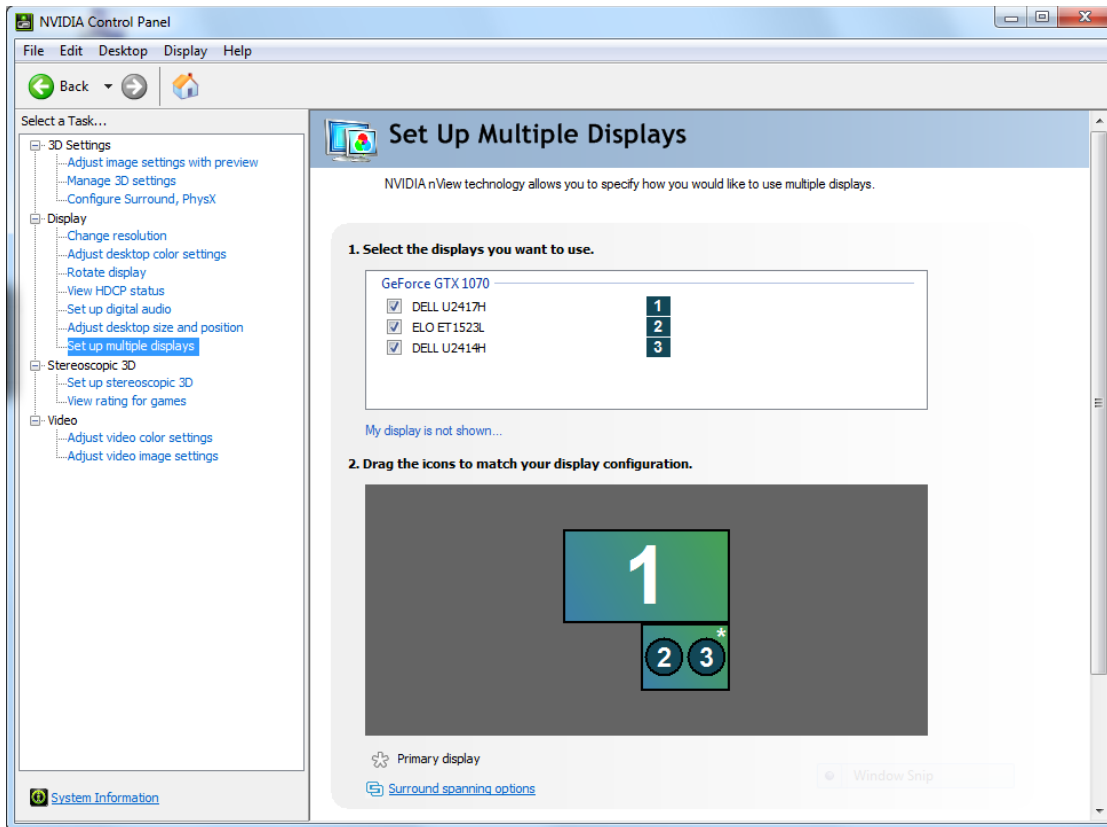 NVIDIA Control Panel
File Edit Desktop Display Help
Back
Select a Task...
3D Settings
Adjust image settings with preview
Manage 3D settings
Configure Surround, PhysX
Display
Change resolution
Adjust desktop color settings
Rotate display
View HDCP status
Set up digital audio
Adjust desktop size and position
Set up multiple displays
Stereoscopic 3D
Set up stereoscopic 3D
View rating for games
Video
Adjust video color settings
Adjust video image settings
System Information
Set Up Multiple Displays
NVIDIA nView technology allows you to specify how you would like to use multiple displays.
1. Select the displays you want to use.
GeForce GTX 1070
DELL U2417H 1
ELO ET1523L 2
DELL U2414H 3
My display is not shown...
2. Drag the icons to match your display configuration.
1
2 3 *
Primary display
Window Snip
Surround spanning options